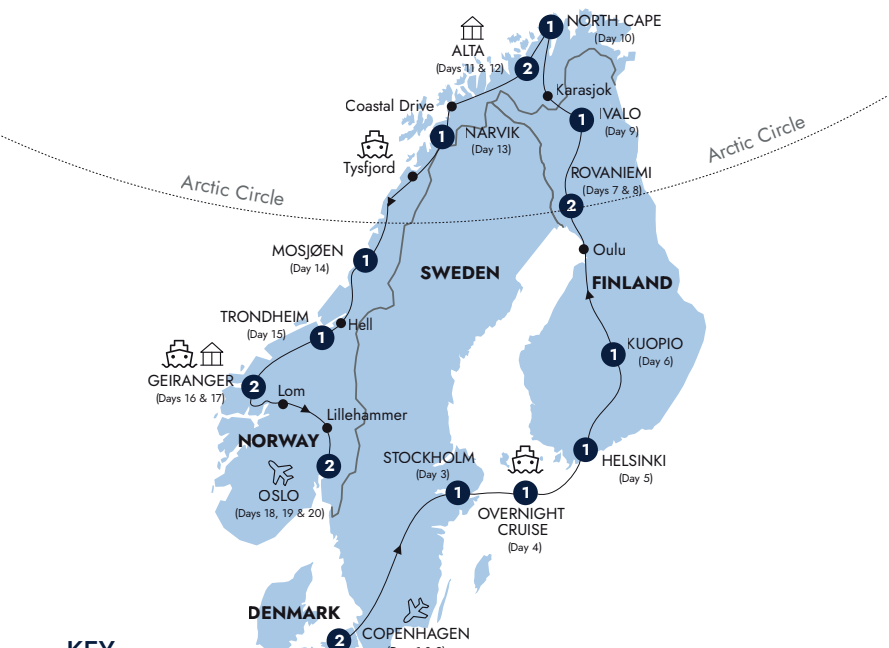 1
NORTH CAPE
(Day 10)
ALTA
(Days 11 & 12)
2
Karasjok
Coastal Drive
1
IVALO
(Day 9)
1
NARVIK
(Day 13)
Arctic Circle
Tysfjord
ROVANIEMI
(Days 7 & 8)
Arctic Circle
2
MOSJØEN
(Day 14)
1
Oulu
SWEDEN
FINLAND
TRONDHEIM
(Day 15)
1
Hell
1
KUOPIO
(Day 6)
GEIRANGER
(Days 16 & 17)
2
Lom
Lillehammer
NORWAY
2
OSLO
(Days 18, 19 & 20)
STOCKHOLM
(Day 3)
1
1
HELSINKI
(Day 5)
1
OVERNIGHT
CRUISE
(Day 4)
DENMARK
2
COPENHAGEN
KEY